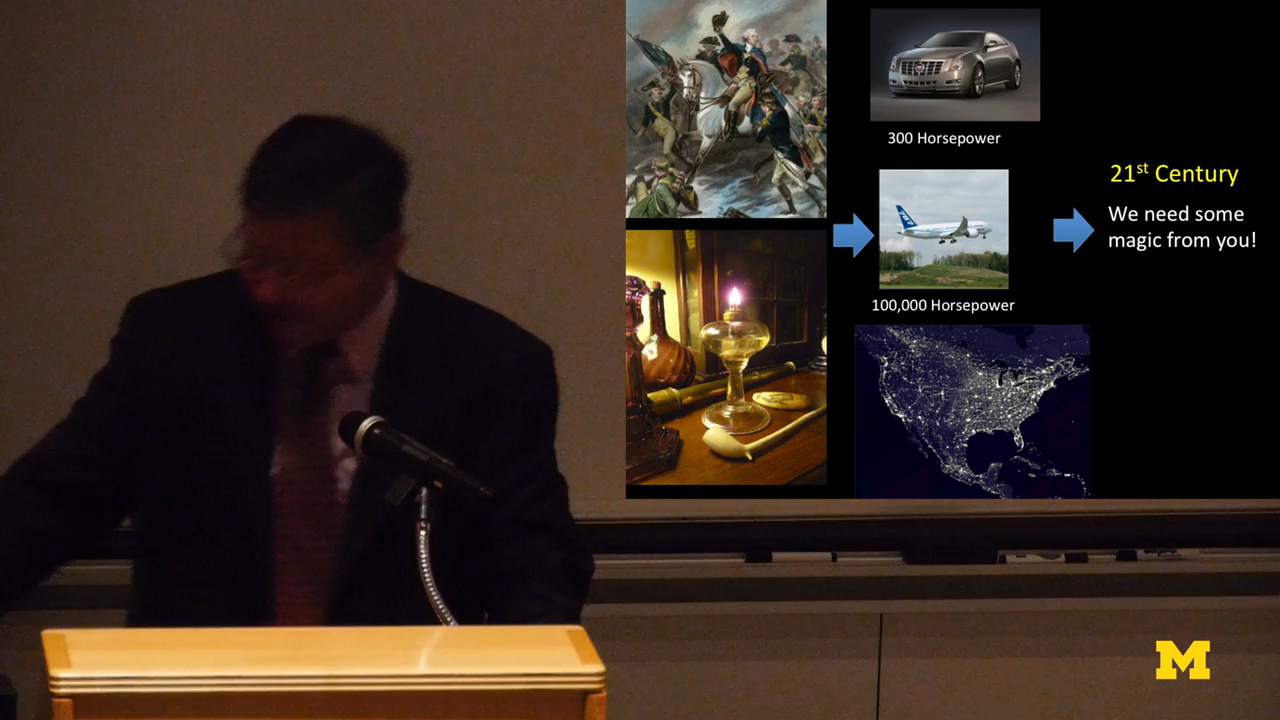 300 Horsepower
100,000 Horsepower
21st Century
We need some
magic from you!
M